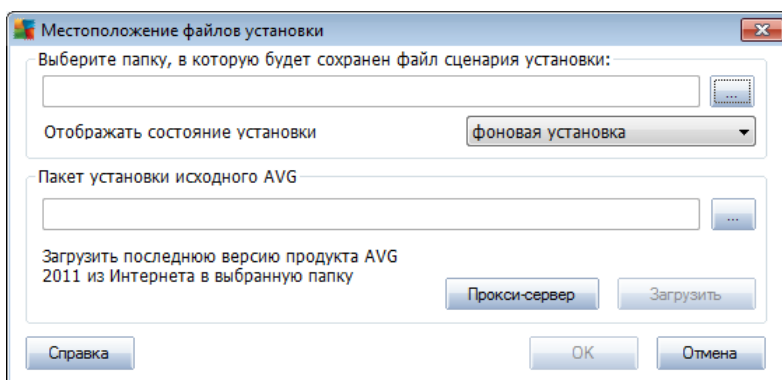 Местоположение файлов установки
Выберите папку, в которую будет сохранен файл сценария установки:
...
Отображать состояние установки фоновая установка
Пакет установки исходного AVG
...
Загрузить последнюю версию продукта AVG
2011 из Интернета в выбранную папку
Прокси-сервер Загрузить
Справка OK Отмена